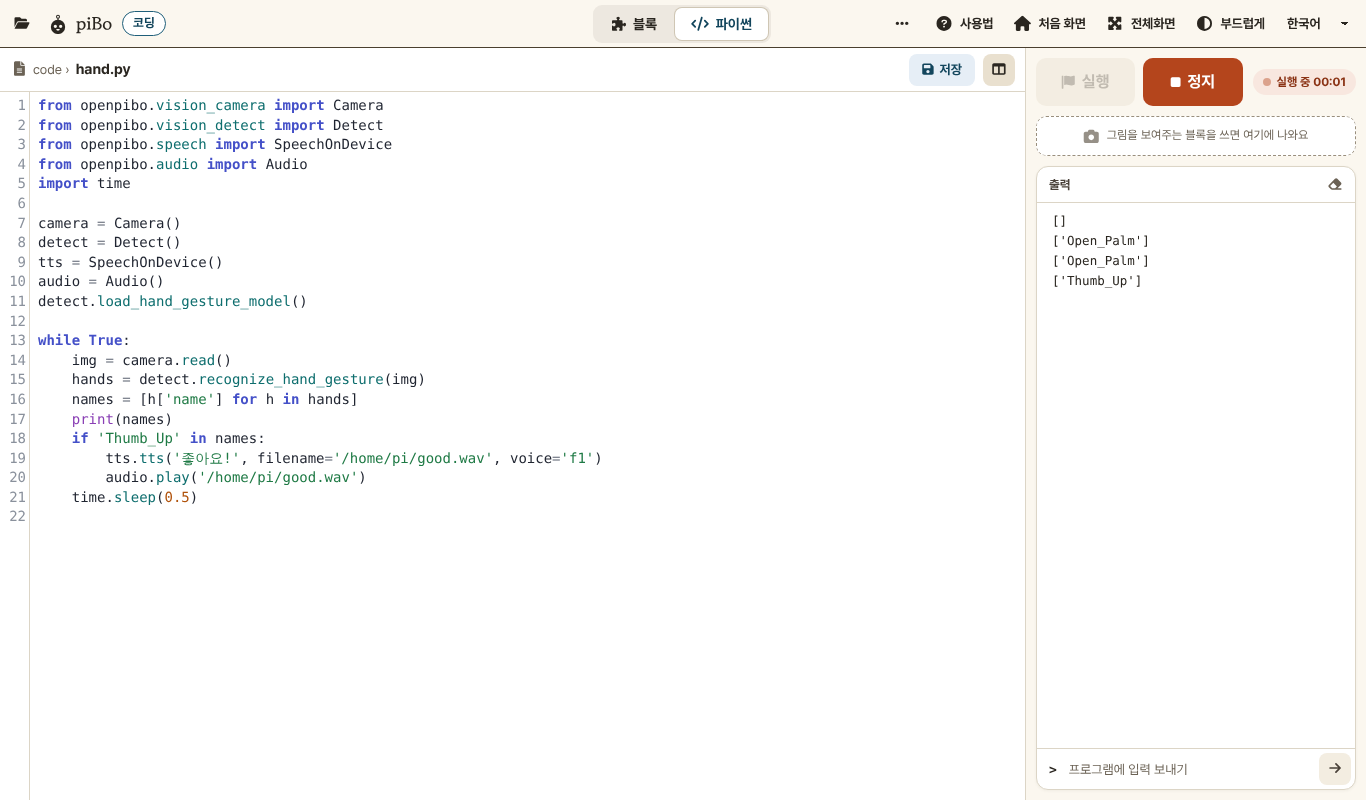 piBo 코딩 블록 </> 파이썬 ··· 사용법 처음 화면 전체화면 부드럽게 한국어
code › hand.py 저장
1 from openpibo.vision_camera import Camera
2 from openpibo.vision_detect import Detect
3 from openpibo.speech import SpeechOnDevice
4 from openpibo.audio import Audio
5 import time
6
7 camera = Camera()
8 detect = Detect()
9 tts = SpeechOnDevice()
10 audio = Audio()
11 detect.load_hand_gesture_model()
12
13 while True:
14     img = camera.read()
15     hands = detect.recognize_hand_gesture(img)
16     names = [h['name'] for h in hands]
17     print(names)
18     if 'Thumb_Up' in names:
19         tts.tts('좋아요!', filename='/home/pi/good.wav', voice='f1')
20         audio.play('/home/pi/good.wav')
21     time.sleep(0.5)
22
실행 정지 실행 중 00:01
그림을 보여주는 블록을 쓰면 여기에 나와요
출력
[]
['Open_Palm']
['Open_Palm']
['Thumb_Up']
> 프로그램에 입력 보내기